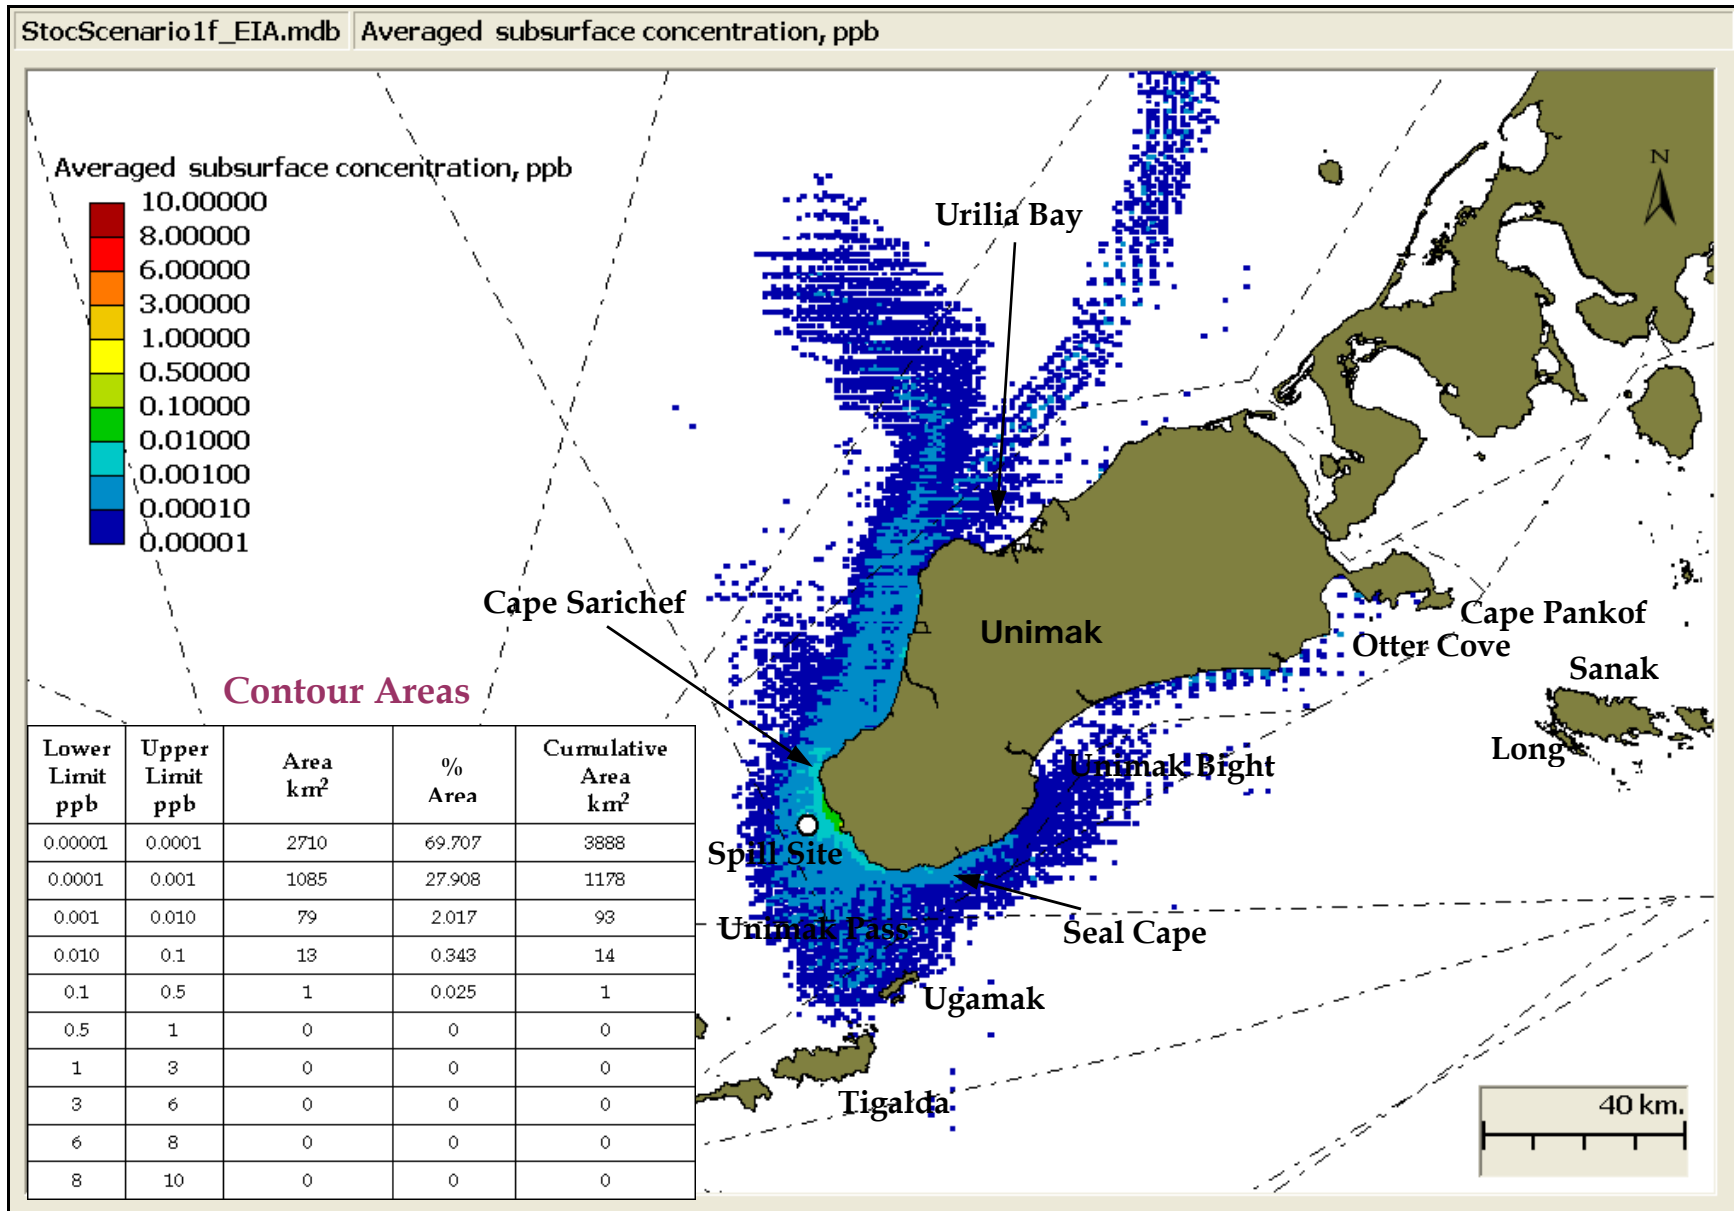 StocScenario1f_EIA.mdb Averaged subsurface concentration, ppb
Averaged subsurface concentration, ppb
10.00000
8.00000
6.00000
3.00000
1.00000
0.50000
0.10000
0.01000
0.00100
0.00010
0.00001
N
Urilia Bay
Cape Sarichef
Unimak
Cape Pankof
Otter Cove
Sanak
Long
Unimak Bight
Spill Site
Unimak Pass
Seal Cape
Ugamak
Tigalda
40 km.
Contour Areas
Lower Limit ppb Upper Limit ppb Area km² % Area Cumulative Area km²
0.00001 0.0001 2710 69.707 3888
0.0001 0.001 1085 27.908 1178
0.001 0.010 79 2.017 93
0.010 0.1 13 0.343 14
0.1 0.5 1 0.025 1
0.5 1 0 0 0
1 3 0 0 0
3 6 0 0 0
6 8 0 0 0
8 10 0 0 0